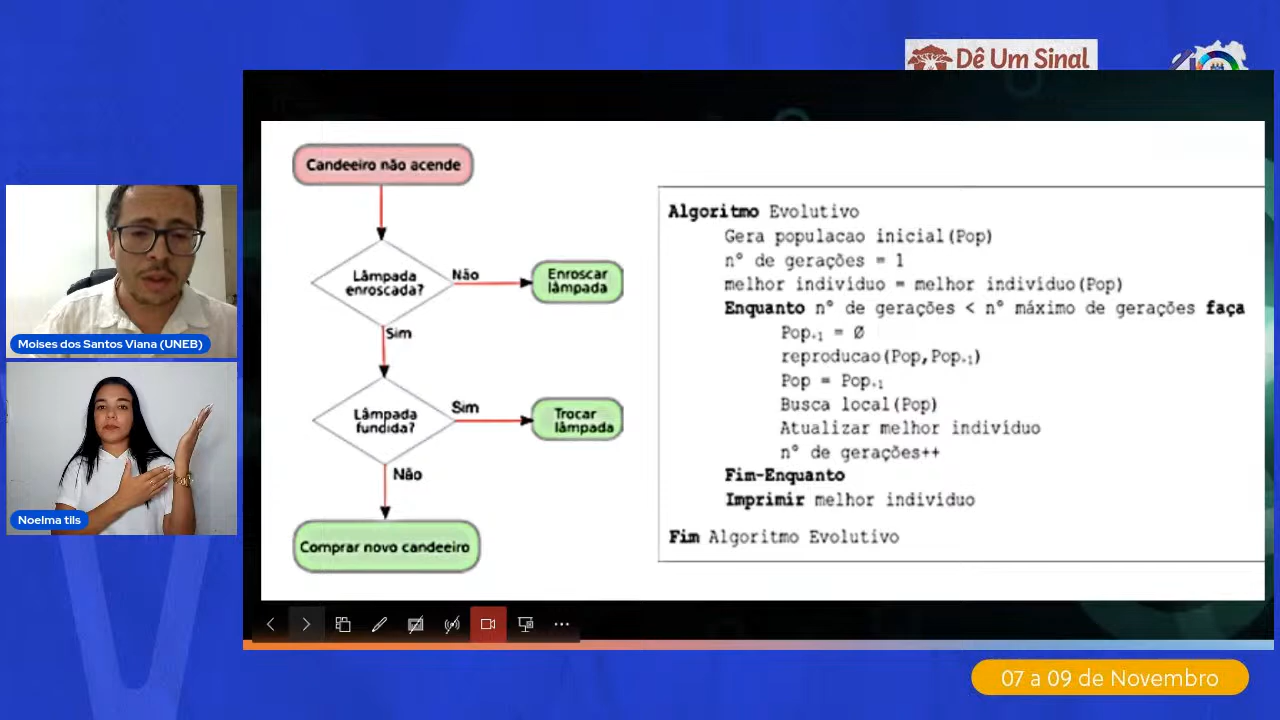 Dê Um Sinal
Moises dos Santos Viana (UNEB)
Noelma tils
Candeeiro não acende
Lâmpada
enroscada?
Não
Enroscar
lâmpada
Sim
Lâmpada
fundida?
Sim
Trocar
lâmpada
Não
Comprar novo candeeiro
Algoritmo Evolutivo
Gera populacao inicial(Pop)
n° de gerações = 1
melhor indivíduo = melhor indivíduo(Pop)
Enquanto n° de gerações < n° máximo de gerações faça
Pop₊₁ = Ø
reproducao(Pop,Pop₊₁)
Pop = Pop₊₁
Busca local(Pop)
Atualizar melhor indivíduo
n° de gerações++
Fim-Enquanto
Imprimir melhor indivíduo
Fim Algoritmo Evolutivo
07 a 09 de Novembro